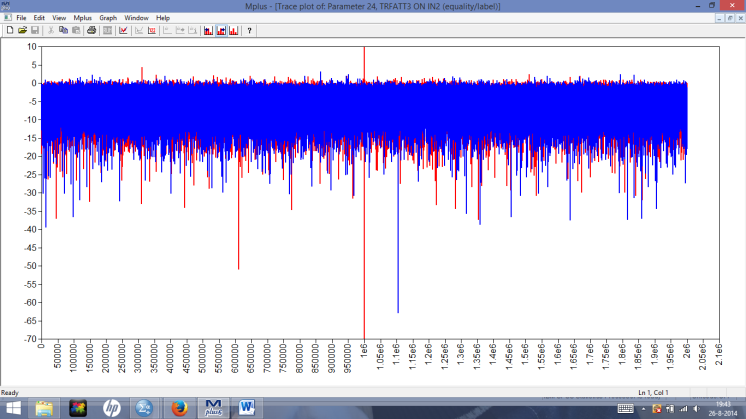 Mplus - [Trace plot of: Parameter 24, TRFATT3 ON IN2 (equality/label)]
File Edit View Mplus Graph Window Help
10
5
0
-5
-10
-15
-20
-25
-30
-35
-40
-45
-50
-55
-60
-65
-70
0
50000
100000
150000
200000
250000
300000
350000
400000
450000
500000
550000
600000
650000
700000
750000
800000
850000
900000
950000
1e6
1.05e6
1.1e6
1.15e6
1.2e6
1.25e6
1.3e6
1.35e6
1.4e6
1.45e6
1.5e6
1.55e6
1.6e6
1.65e6
1.7e6
1.75e6
1.8e6
1.85e6
1.9e6
1.95e6
2e6
2.05e6
2.1e6
Ready
Ln 1, Col 1
hp
Mplus
19:43
26-8-2014